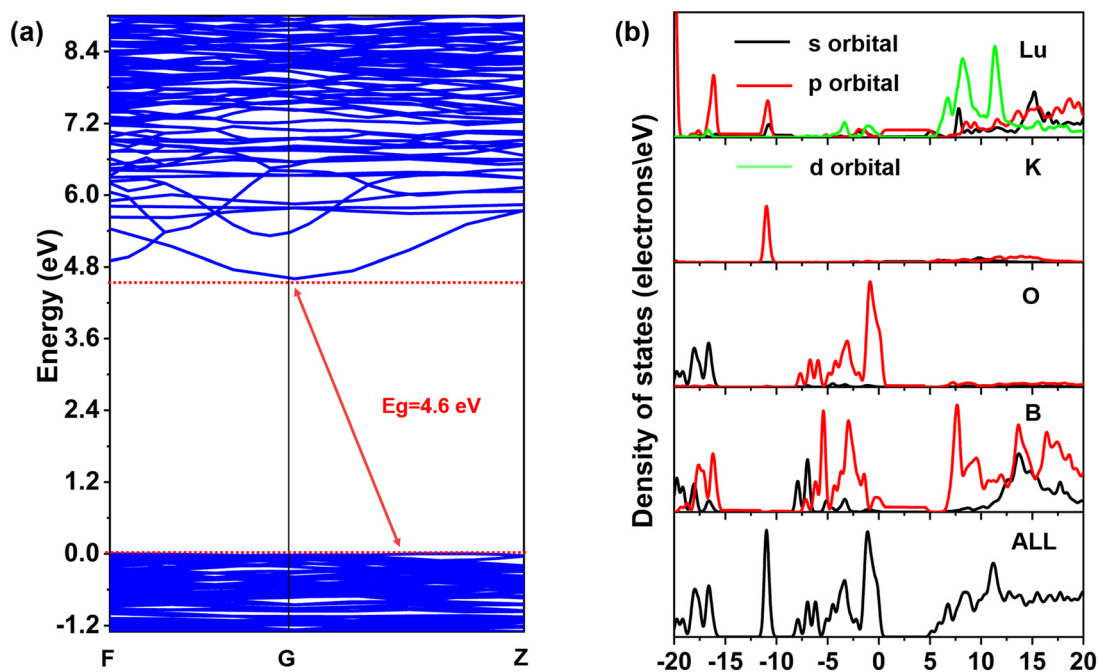 (a)
8.4
7.2
6.0
4.8
3.6
2.4
1.2
0.0
-1.2
Energy (eV)
Eg=4.6 eV
F G Z
(b)
Density of states (electrons\eV)
s orbital
Lu
p orbital
d orbital
K
O
B
ALL
-20 -15 -10 -5 0 5 10 15 20